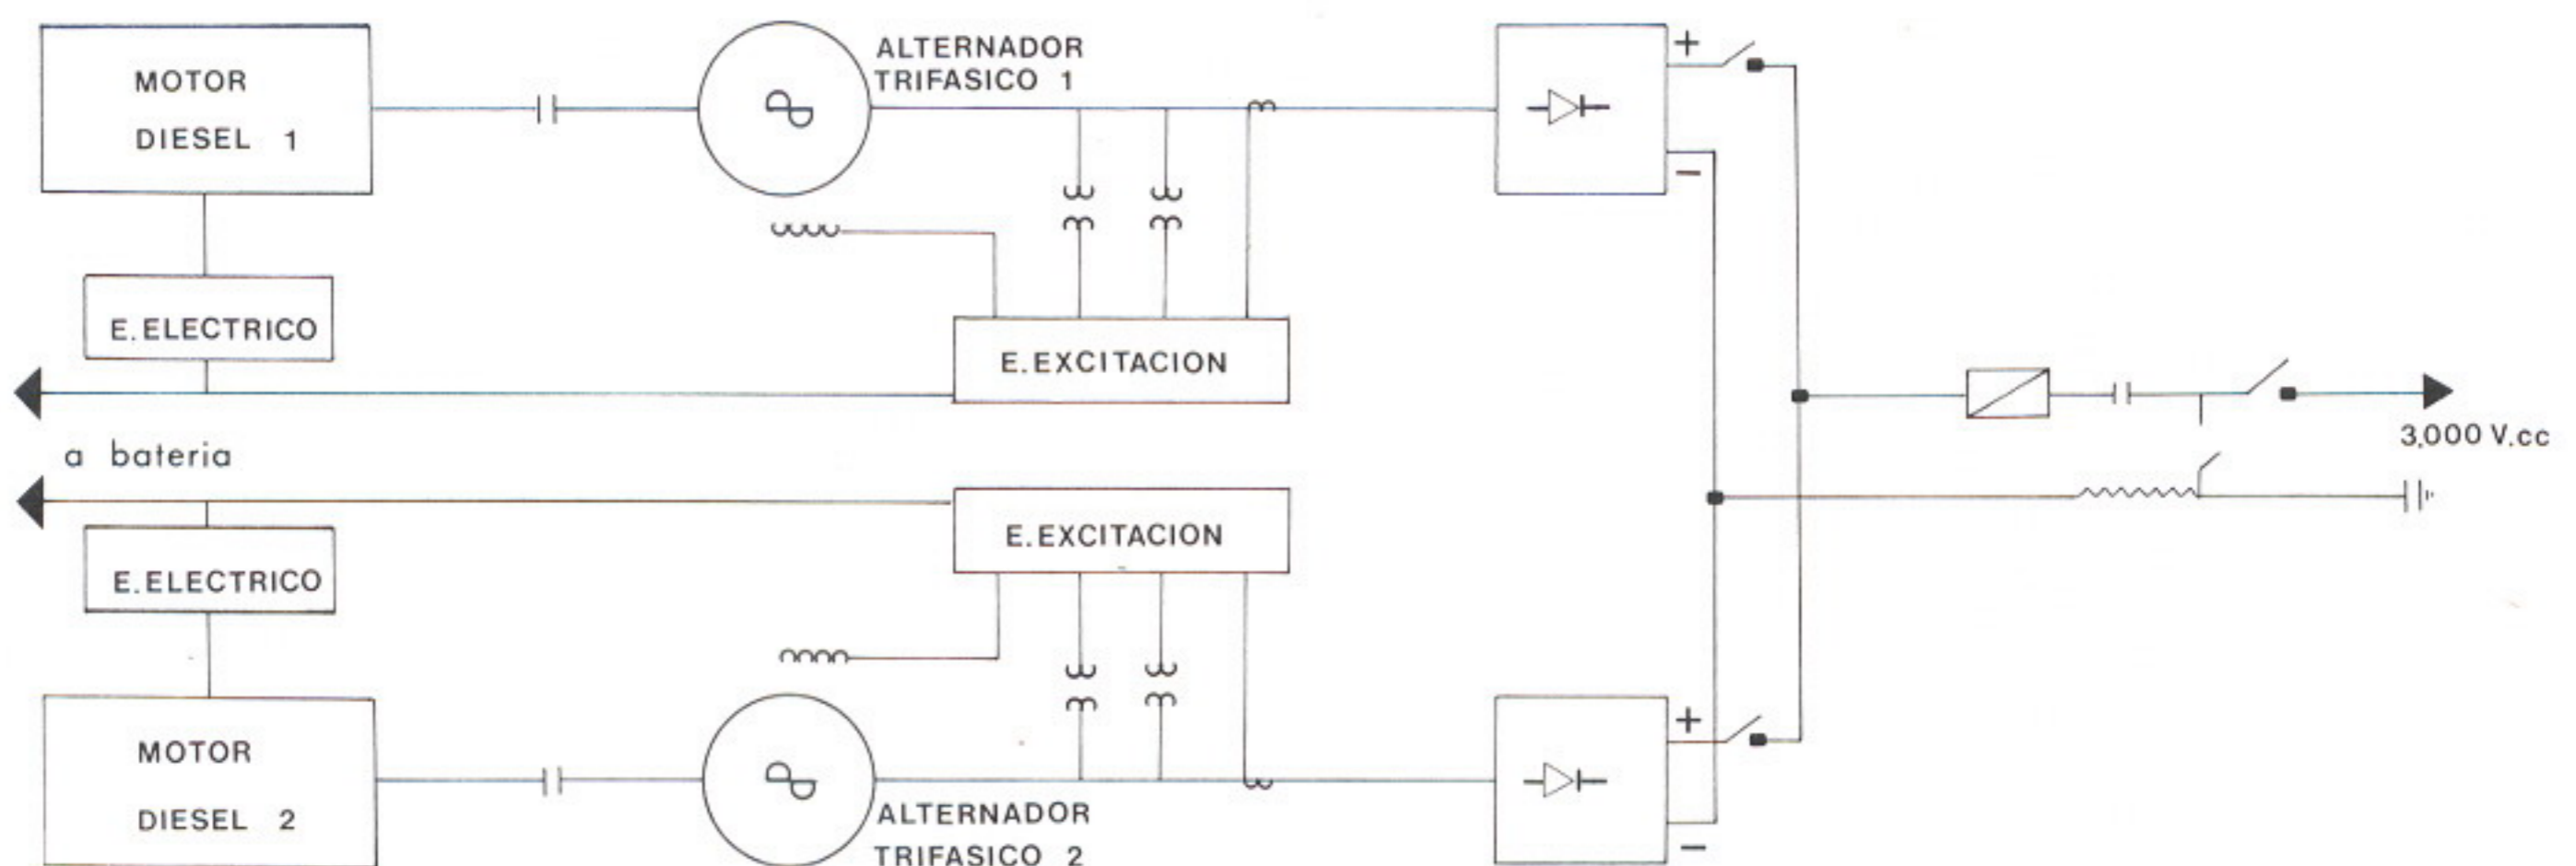 MOTOR
DIESEL 1
ALTERNADOR
TRIFASICO 1
+
−
E. ELECTRICO
E. EXCITACION
a bateria
3,000 V.cc
E. EXCITACION
E. ELECTRICO
MOTOR
DIESEL 2
ALTERNADOR
TRIFASICO 2
+
−